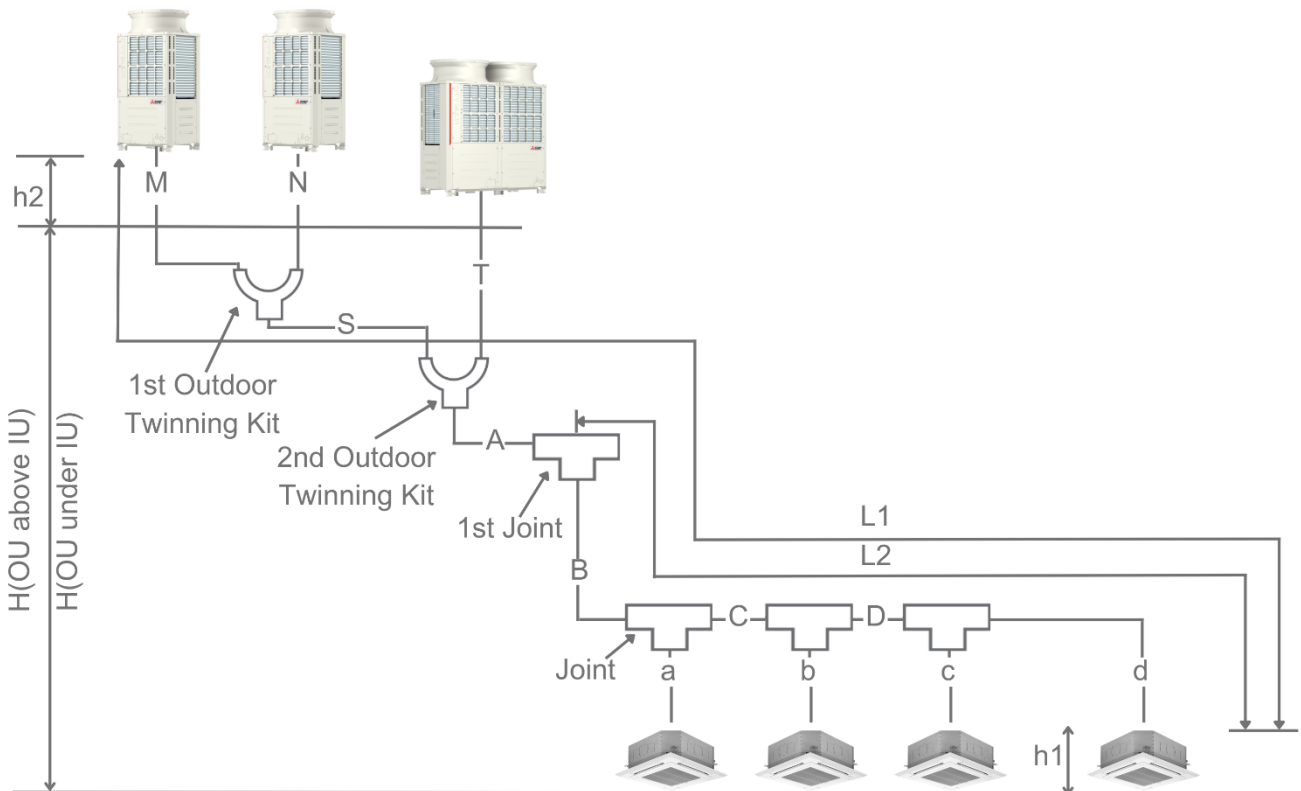 M
N
h2
T
S
1st Outdoor
Twinning Kit
2nd Outdoor
Twinning Kit
A
1st Joint
H(OU above IU)
H(OU under IU)
L1
L2
B
C
D
Joint
a
b
c
d
h1